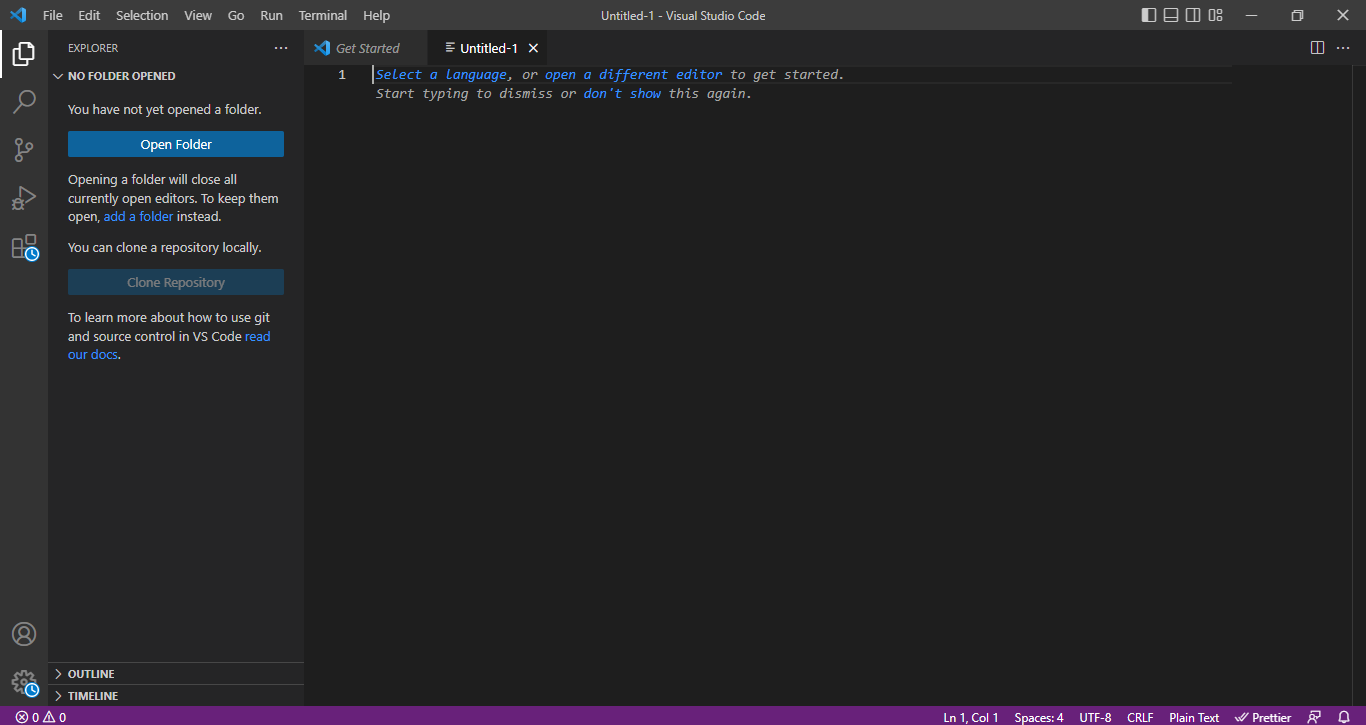 File Edit Selection View Go Run Terminal Help
Untitled-1 - Visual Studio Code
EXPLORER
NO FOLDER OPENED
You have not yet opened a folder.
Open Folder
Opening a folder will close all
currently open editors. To keep them
open, add a folder instead.
You can clone a repository locally.
Clone Repository
To learn more about how to use git
and source control in VS Code read
our docs.
OUTLINE
TIMELINE
Get Started Untitled-1
1 Select a language, or open a different editor to get started.
Start typing to dismiss or don't show this again.
0 0 Ln 1, Col 1 Spaces: 4 UTF-8 CRLF Plain Text Prettier